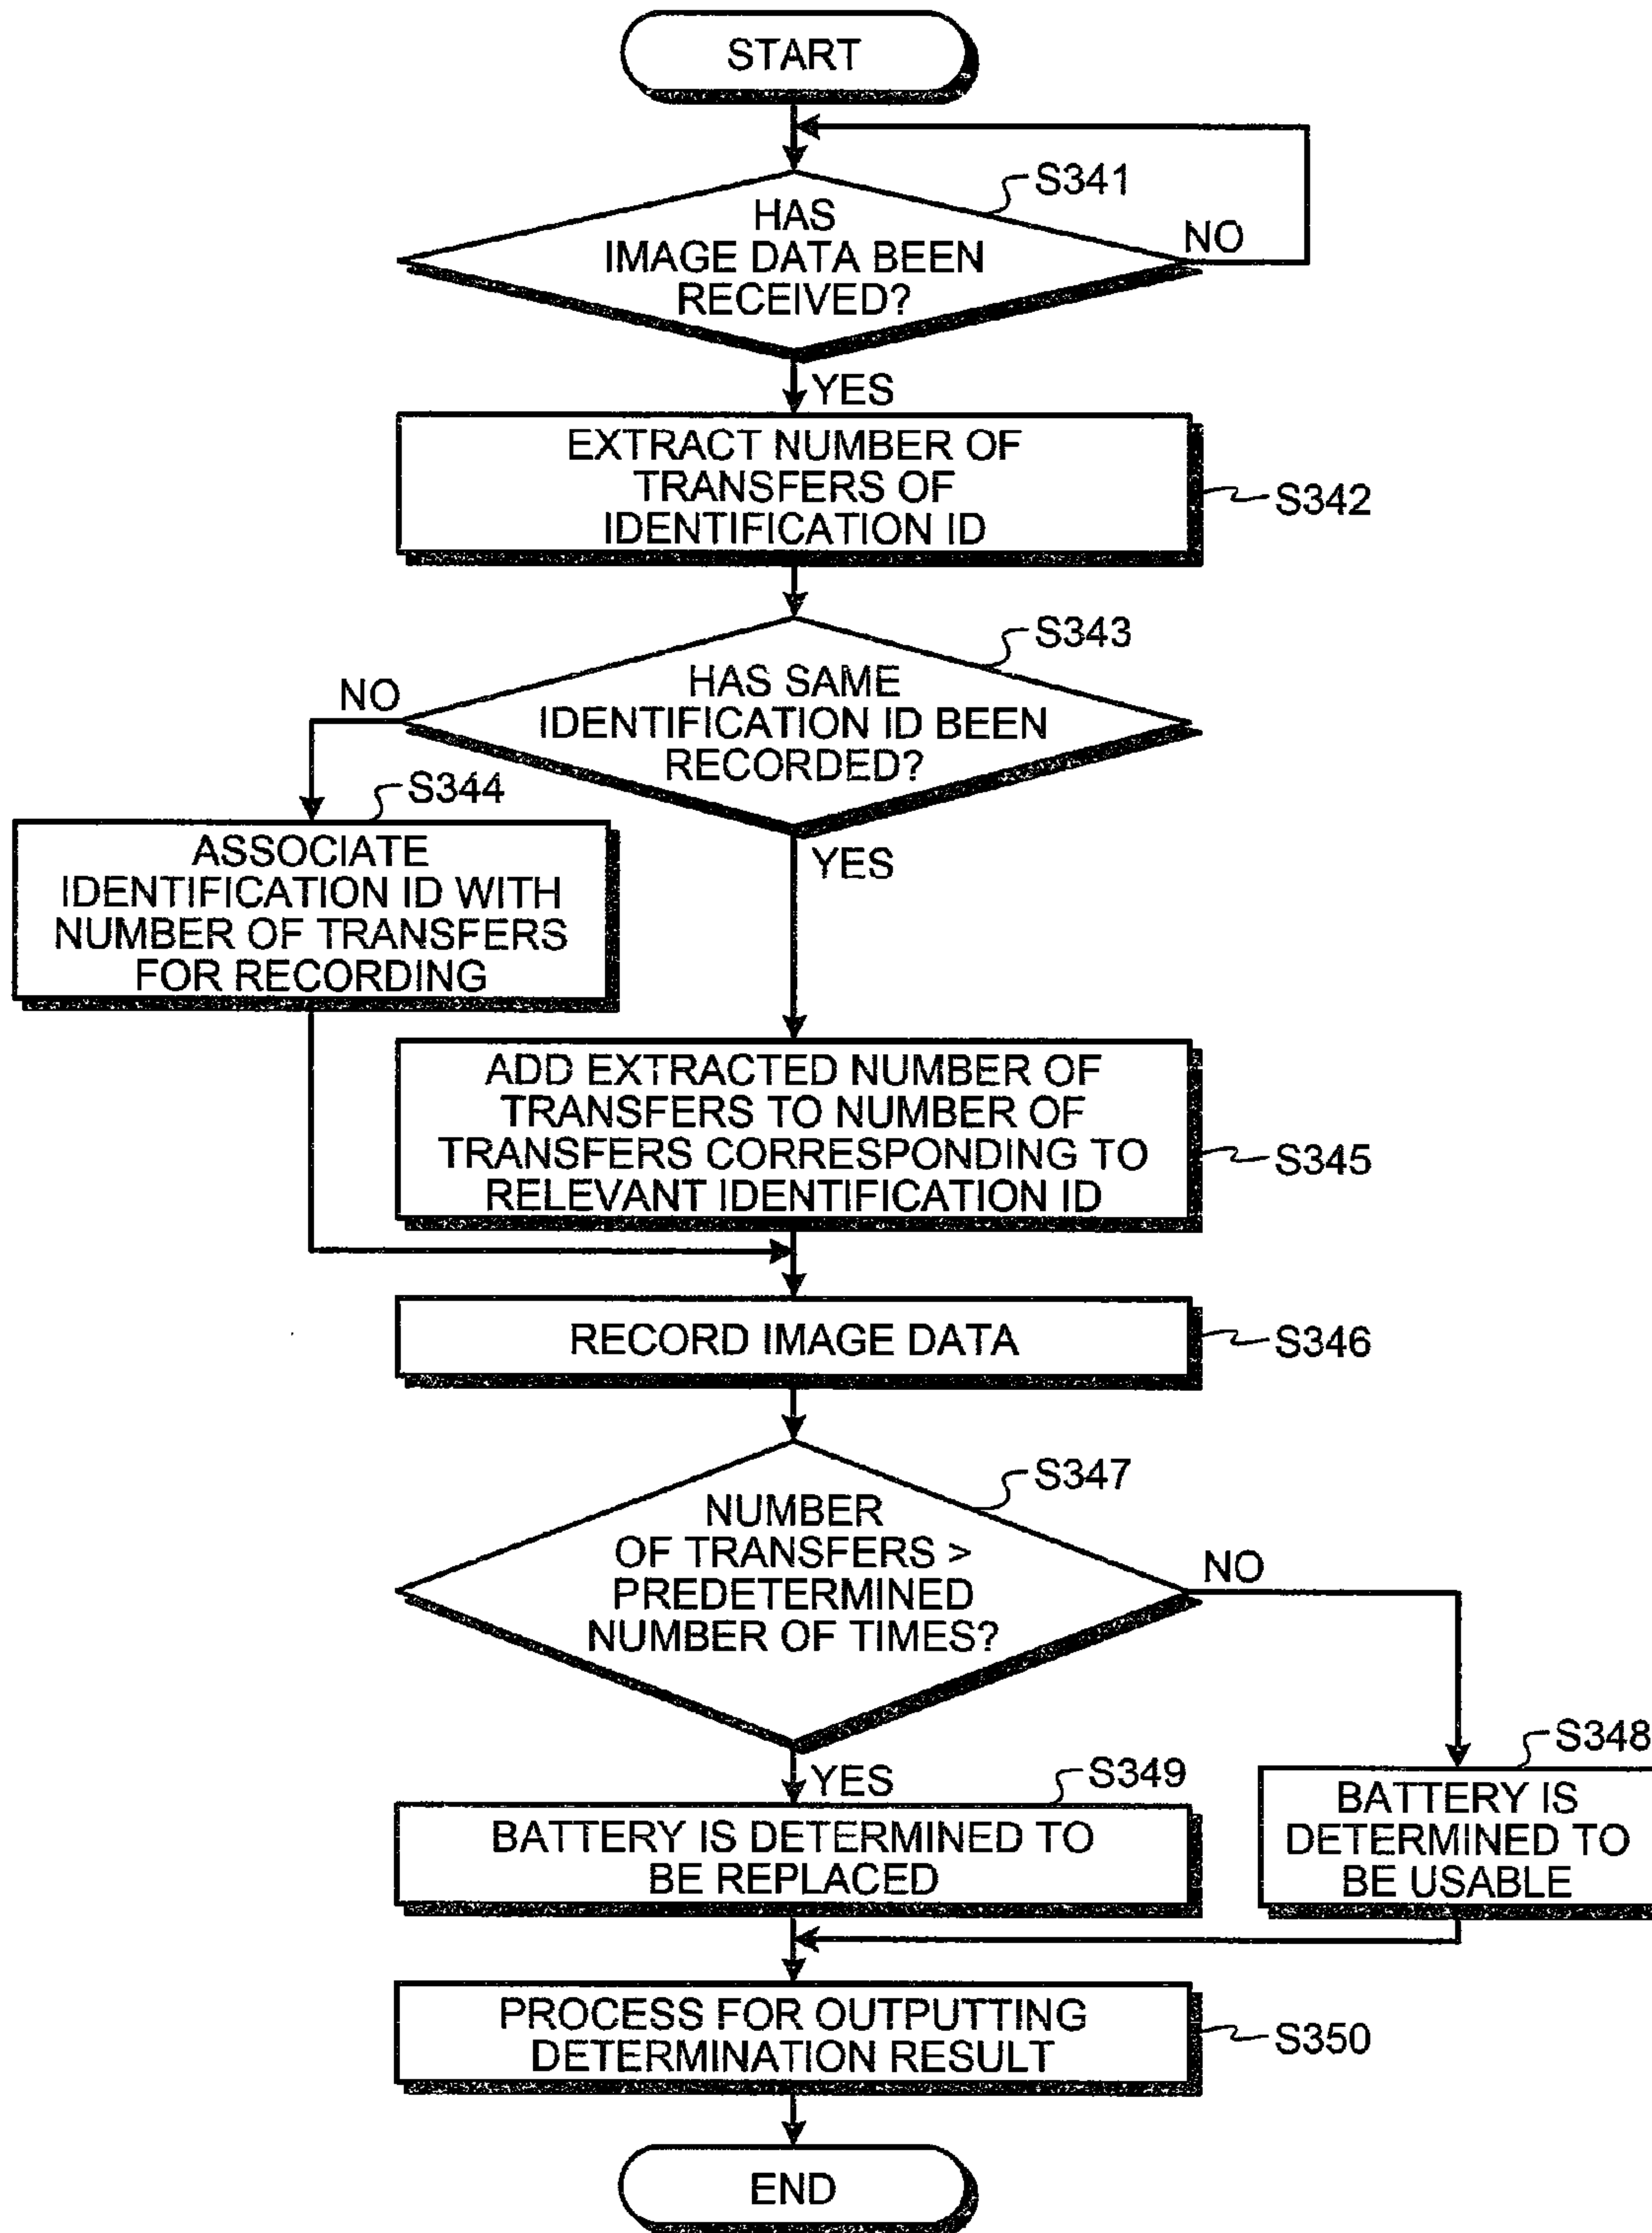 START
S341
HAS
IMAGE DATA BEEN
RECEIVED?
NO
YES
EXTRACT NUMBER OF
TRANSFERS OF
IDENTIFICATION ID
S342
S343
HAS SAME
IDENTIFICATION ID BEEN
RECORDED?
NO
YES
S344
ASSOCIATE
IDENTIFICATION ID WITH
NUMBER OF TRANSFERS
FOR RECORDING
ADD EXTRACTED NUMBER OF
TRANSFERS TO NUMBER OF
TRANSFERS CORRESPONDING TO
RELEVANT IDENTIFICATION ID
S345
RECORD IMAGE DATA
S346
S347
NUMBER
OF TRANSFERS >
PREDETERMINED
NUMBER OF TIMES?
NO
YES
S348
BATTERY IS
DETERMINED TO
BE USABLE
S349
BATTERY IS DETERMINED TO
BE REPLACED
PROCESS FOR OUTPUTTING
DETERMINATION RESULT
S350
END